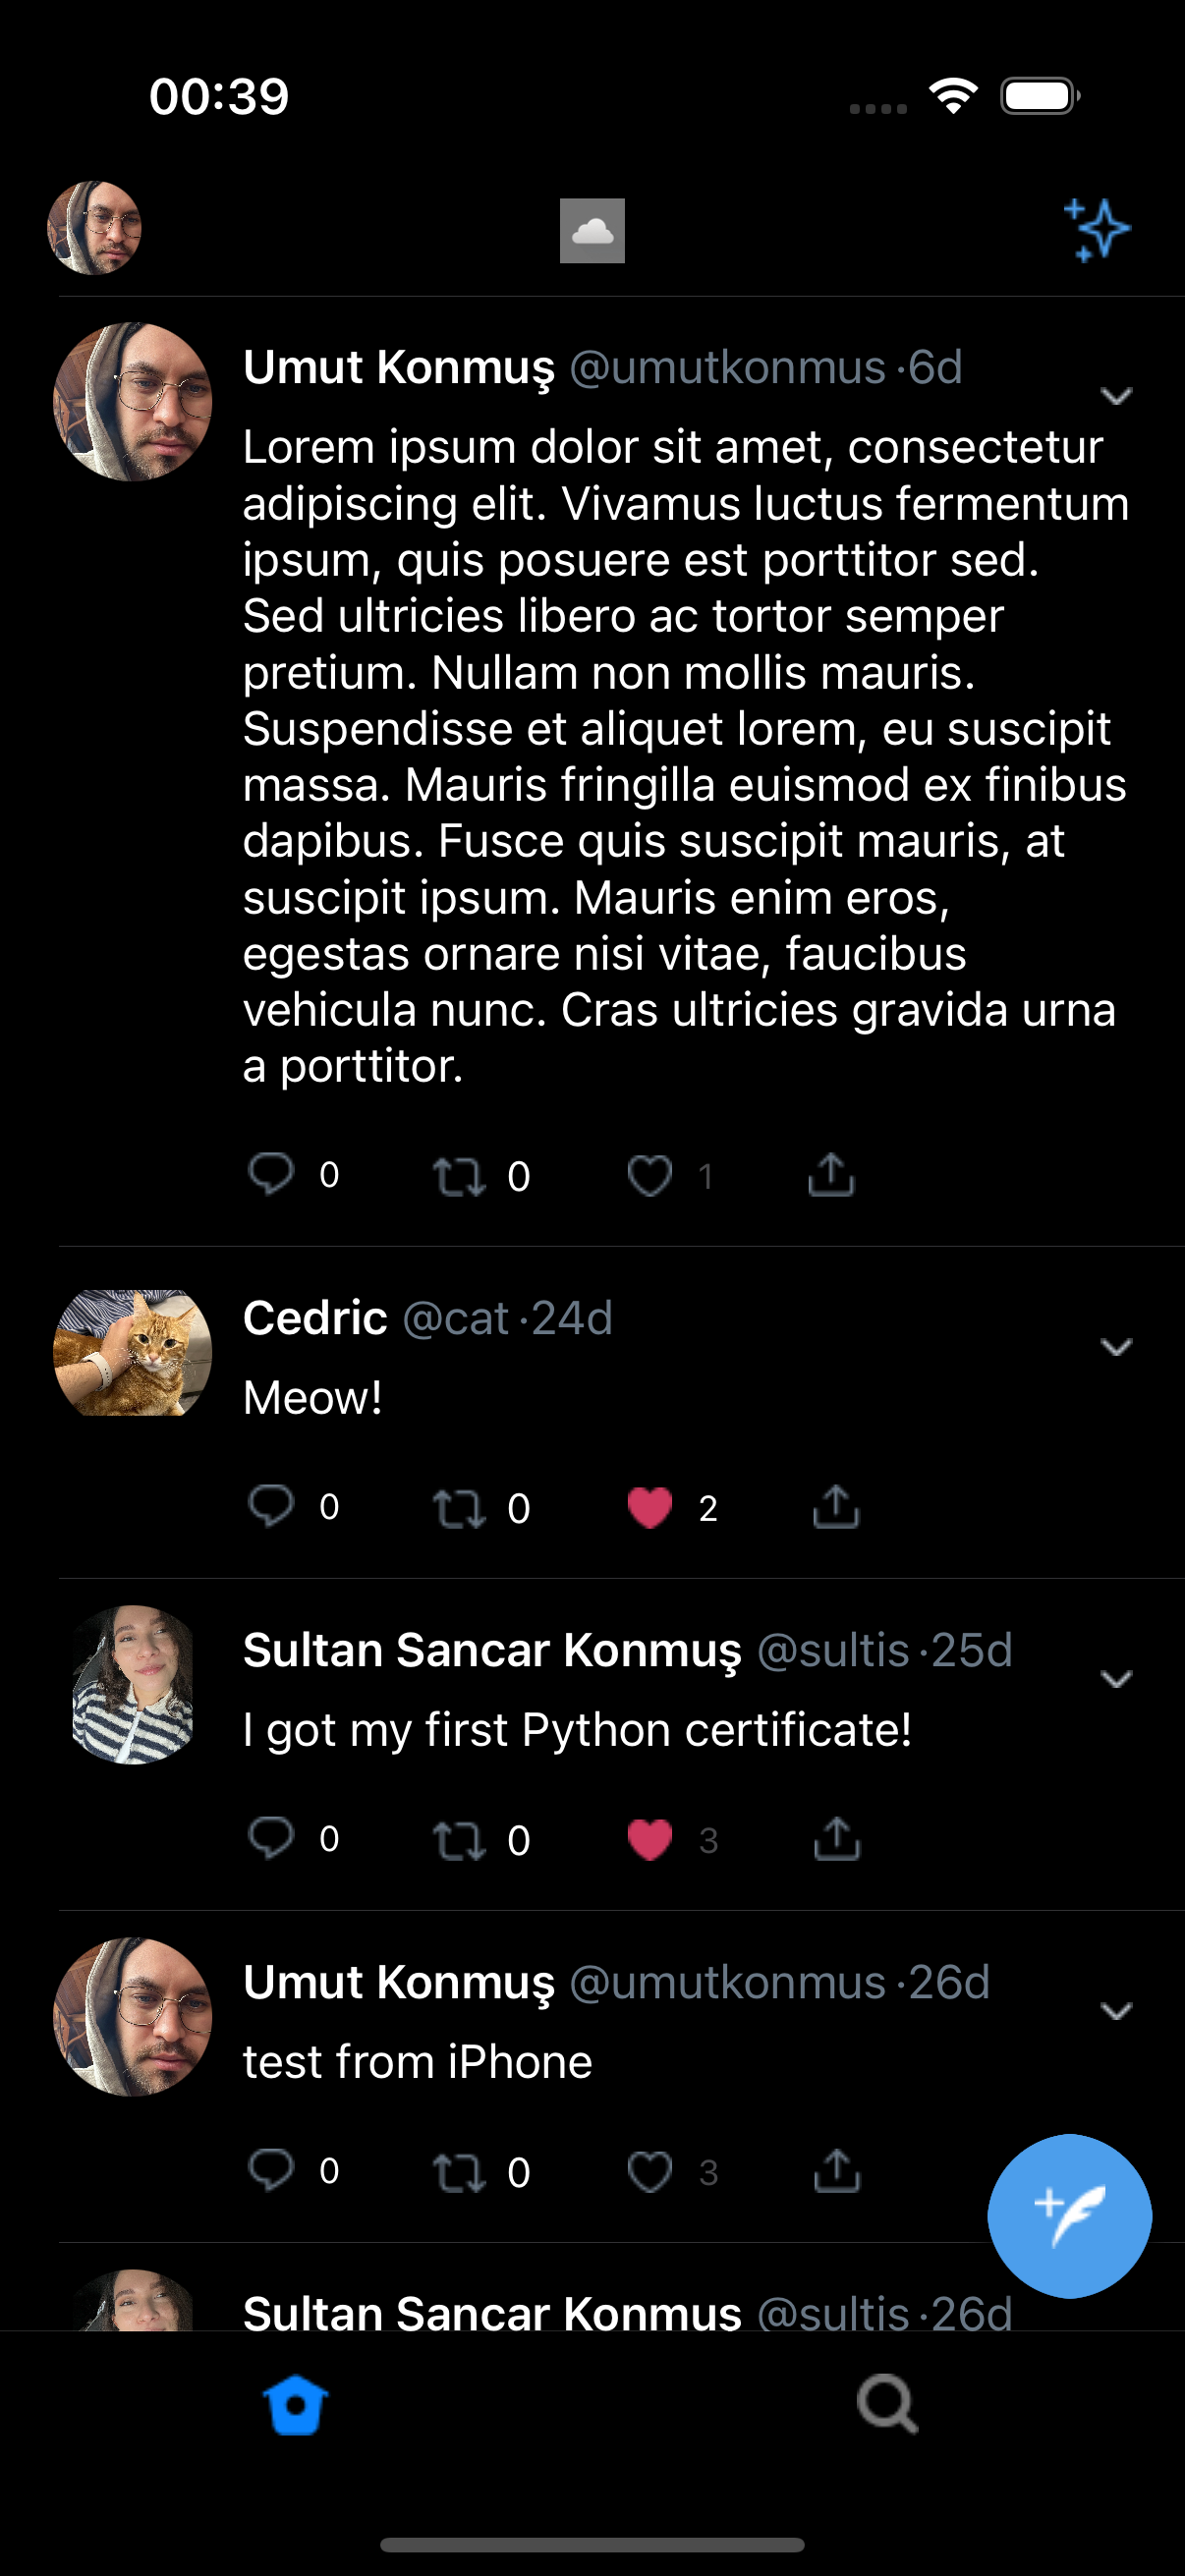 00:39
Umut Konmuş @umutkonmus ·6d
Lorem ipsum dolor sit amet, consectetur
adipiscing elit. Vivamus luctus fermentum
ipsum, quis posuere est porttitor sed.
Sed ultricies libero ac tortor semper
pretium. Nullam non mollis mauris.
Suspendisse et aliquet lorem, eu suscipit
massa. Mauris fringilla euismod ex finibus
dapibus. Fusce quis suscipit mauris, at
suscipit ipsum. Mauris enim eros,
egestas ornare nisi vitae, faucibus
vehicula nunc. Cras ultricies gravida urna
a porttitor.
0 0 1
Cedric @cat ·24d
Meow!
0 0 2
Sultan Sancar Konmuş @sultis ·25d
I got my first Python certificate!
0 0 3
Umut Konmuş @umutkonmus ·26d
test from iPhone
0 0 3
Sultan Sancar Konmuş @sultis ·26d